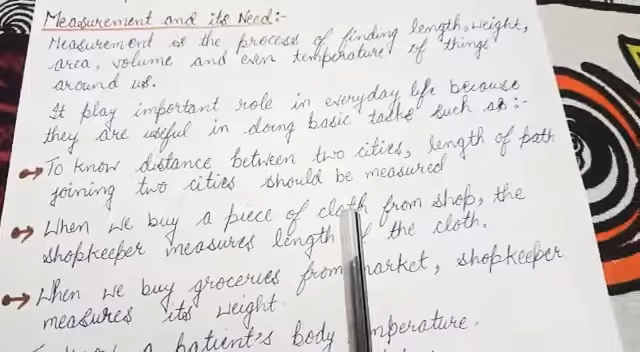 Measurement and its Need:-
Measurement is the process of finding length, weight,
area, volume and even temperature of things
around us.
It play important role in everyday life because
they are useful in doing basic tasks such as:-
To know distance between two cities, length of path
joining two cities should be measured
When we buy a piece of cloth from shop, the
shopkeeper measures length the cloth.
When we buy groceries from market, shopkeeper
measures its weight.
a patient's body